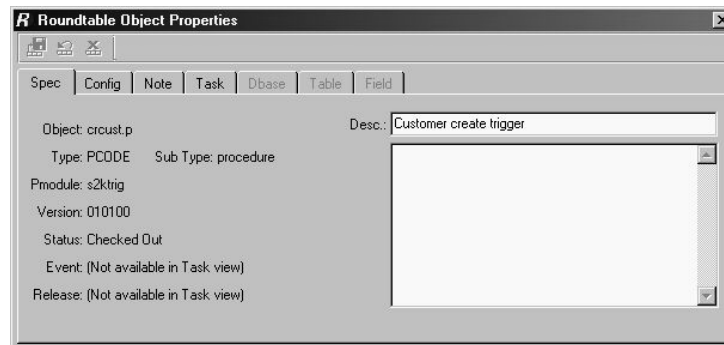 R Roundtable Object Properties
Spec Config Note Task Dbase Table Field
Object: crcust.p
Desc.: Customer create trigger
Type: PCODE Sub Type: procedure
Pmodule: s2ktrig
Version: 010100
Status: Checked Out
Event: (Not available in Task view)
Release: (Not available in Task view)